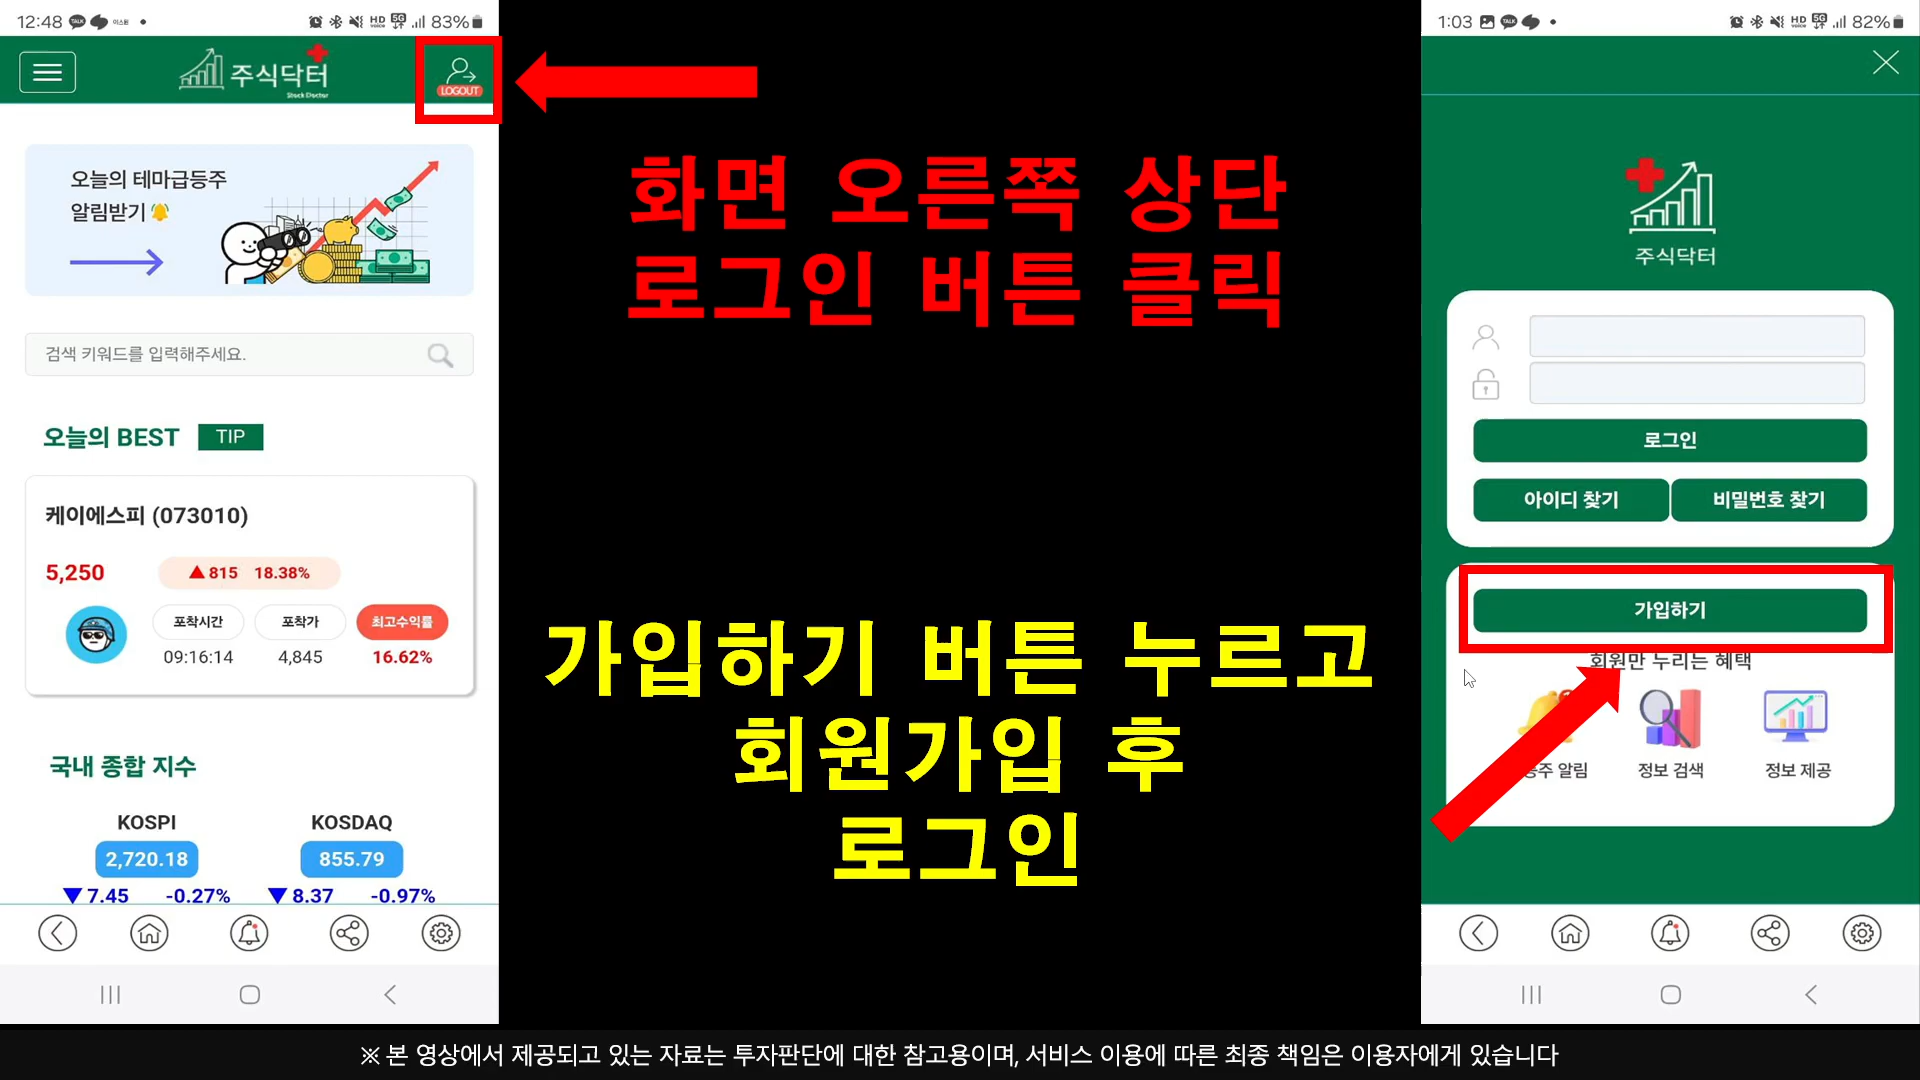 12:48
83%
주식닥터
Stock Doctor
LOGOUT
오늘의 테마급등주
알림받기
검색 키워드를 입력해주세요.
오늘의 BEST TIP
케이에스피 (073010)
5,250 ▲815 18.38%
포착시간 포착가 최고수익률
09:16:14 4,845 16.62%
국내 종합 지수
KOSPI KOSDAQ
2,720.18 855.79
▼7.45 -0.27% ▼8.37 -0.97%
화면 오른쪽 상단
로그인 버튼 클릭
가입하기 버튼 누르고
회원가입 후
로그인
1:03
82%
주식닥터
로그인
아이디 찾기 비밀번호 찾기
가입하기
회원만 누리는 혜택
알림 정보 검색 정보 제공
※ 본 영상에서 제공되고 있는 자료는 투자판단에 대한 참고용이며, 서비스 이용에 따른 최종 책임은 이용자에게 있습니다